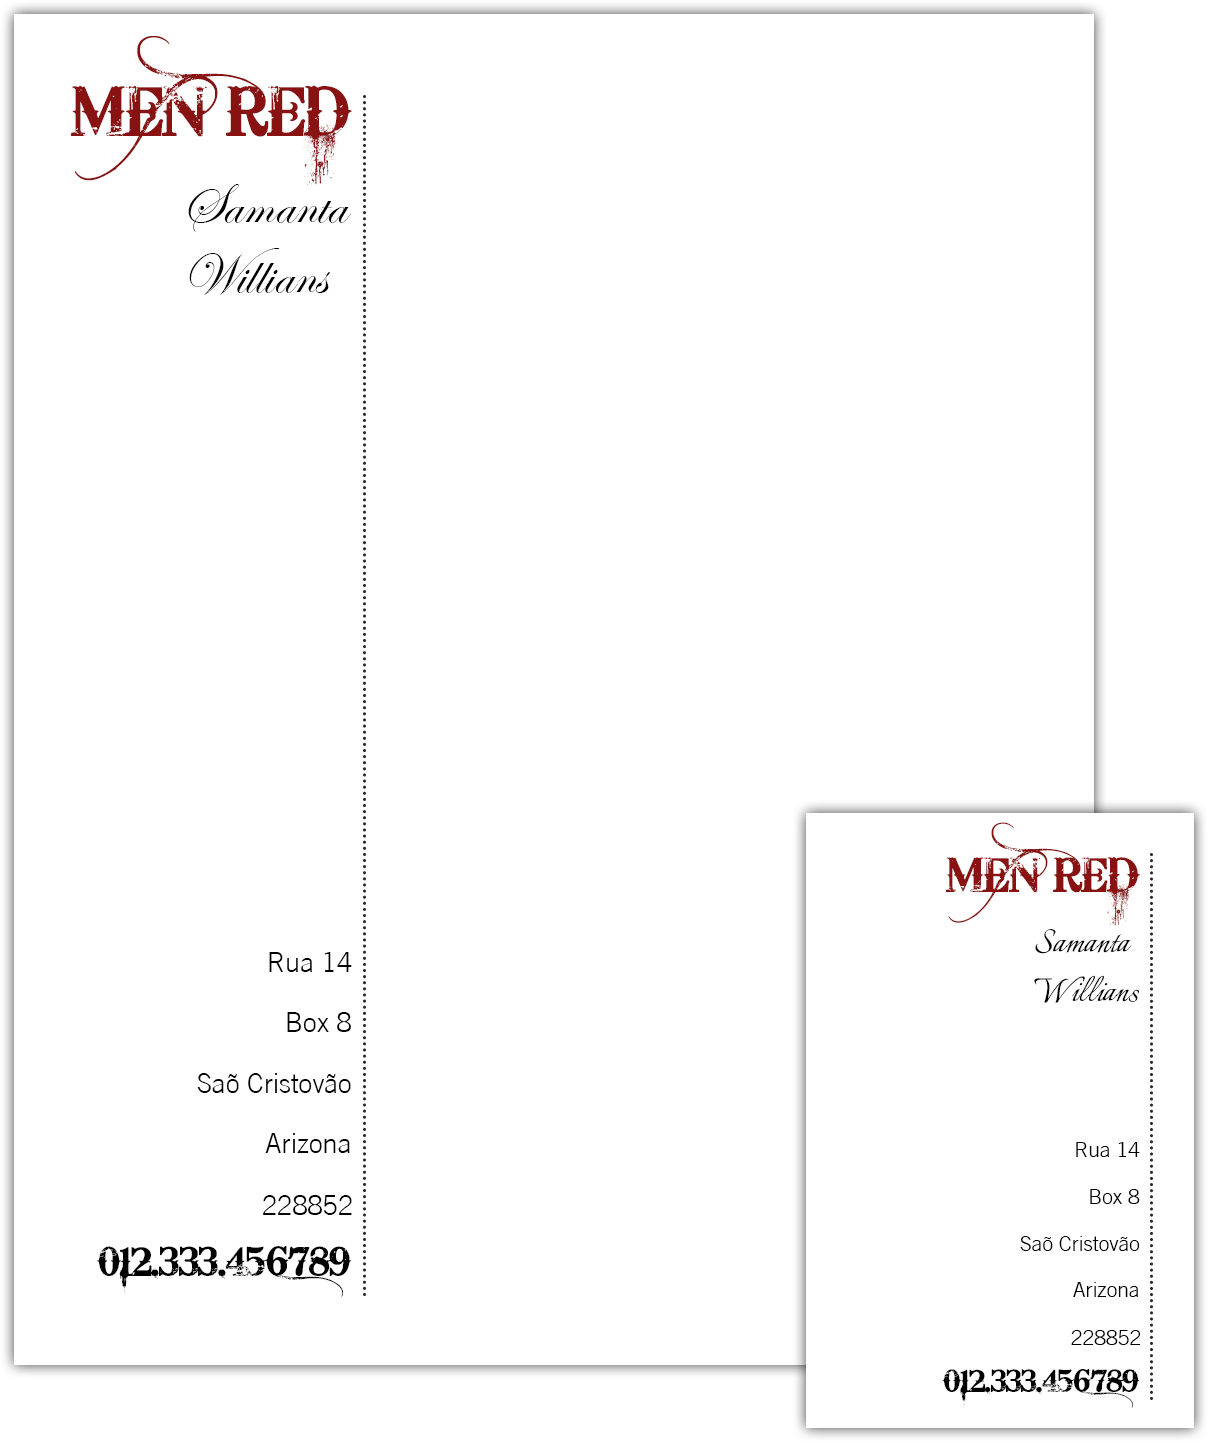 MEN RED
Samanta
Willians
Rua 14
Box 8
Saõ Cristovão
Arizona
228852
012.333.456789
MEN RED
Samanta
Willians
Rua 14
Box 8
Saõ Cristovão
Arizona
228852
012.333.456789